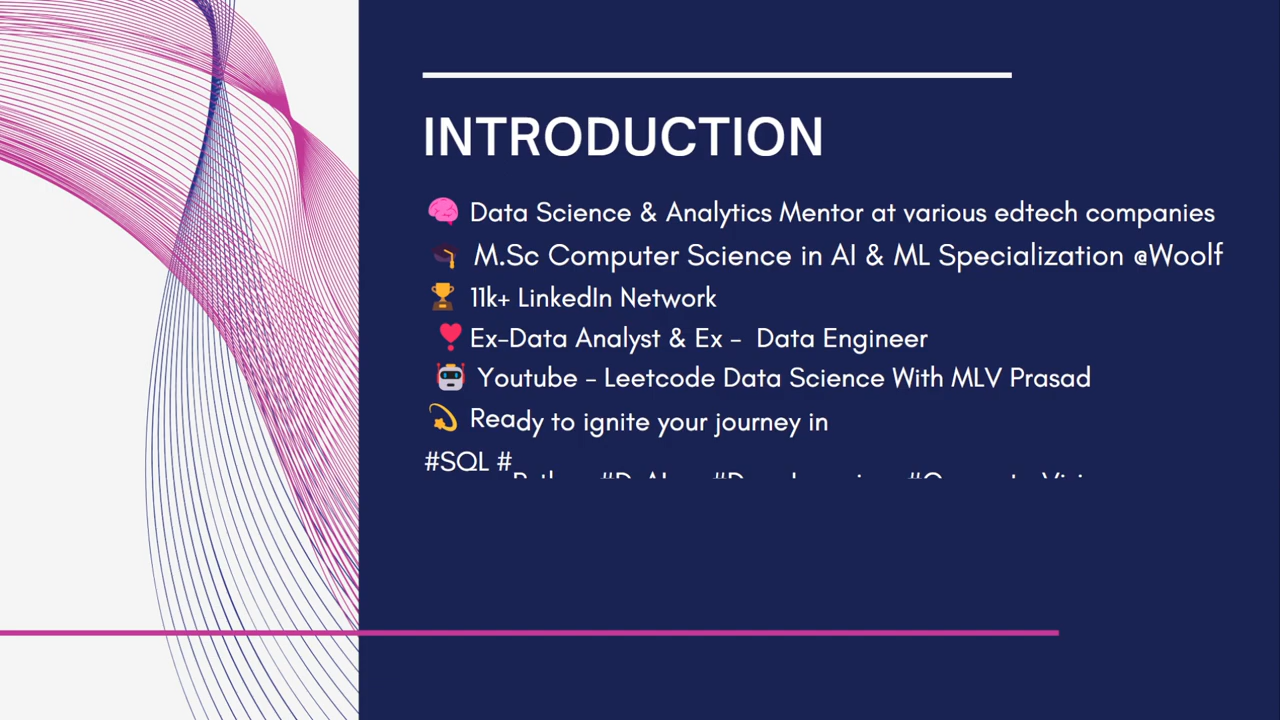 INTRODUCTION
🧠 Data Science & Analytics Mentor at various edtech companies
🎓 M.Sc Computer Science in AI & ML Specialization @Woolf
🏆 11k+ LinkedIn Network
❣️ Ex-Data Analyst & Ex - Data Engineer
🤖 Youtube - Leetcode Data Science With MLV Prasad
💫 Ready to ignite your journey in
#SQL #